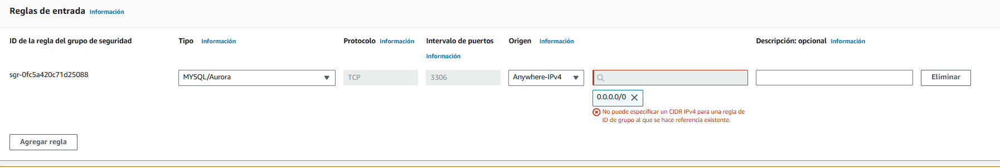 Reglas de entrada Información
ID de la regla del grupo de seguridad Tipo Información Protocolo Información Intervalo de puertos Origen Información Descripción: opcional Información
Información
sgr-0fc5a420c71d25088 MYSQL/Aurora TCP 3306 Anywhere-IPv4 Eliminar
0.0.0.0/0
No puede especificar un CIDR IPv4 para una regla de
ID de grupo al que se hace referencia existente.
Agregar regla